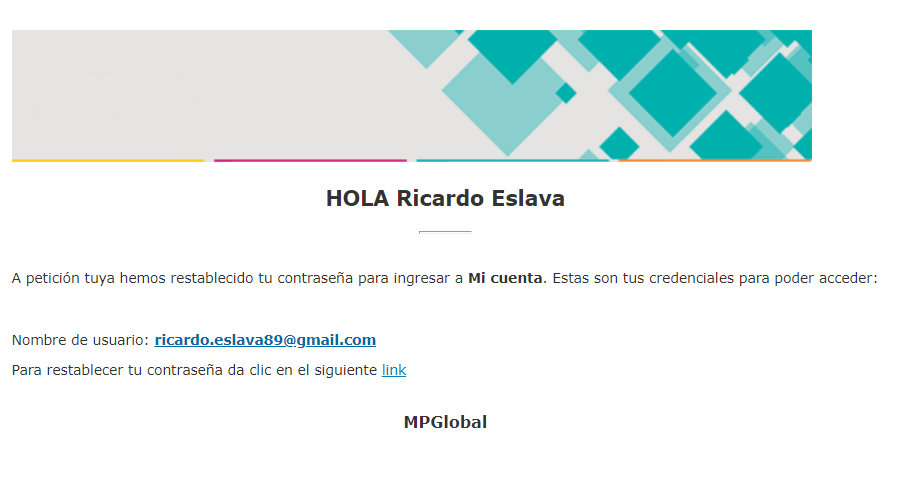 HOLA Ricardo Eslava
A petición tuya hemos restablecido tu contraseña para ingresar a Mi cuenta. Estas son tus credenciales para poder acceder:
Nombre de usuario: ricardo.eslava89@gmail.com
Para restablecer tu contraseña da clic en el siguiente link
MPGlobal